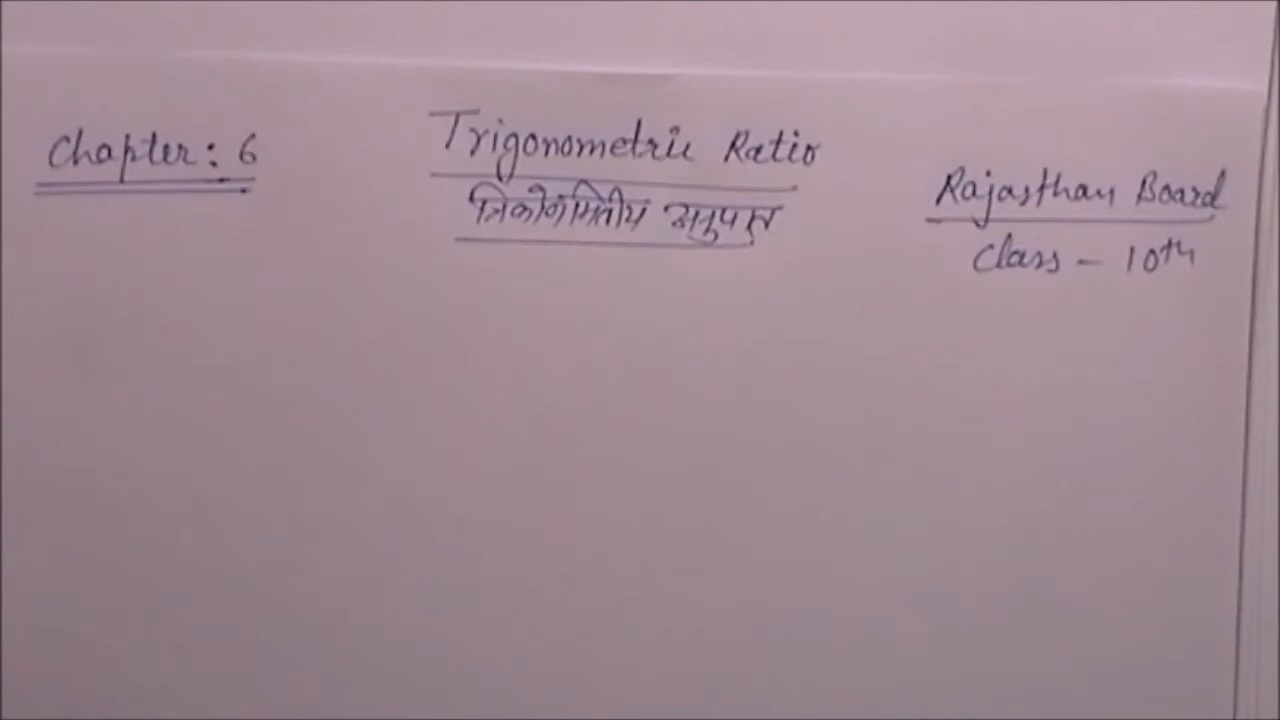 Chapter: 6
Trigonometric Ratio
त्रिकोणमितीय अनुपात
Rajasthan Board
Class - 10th